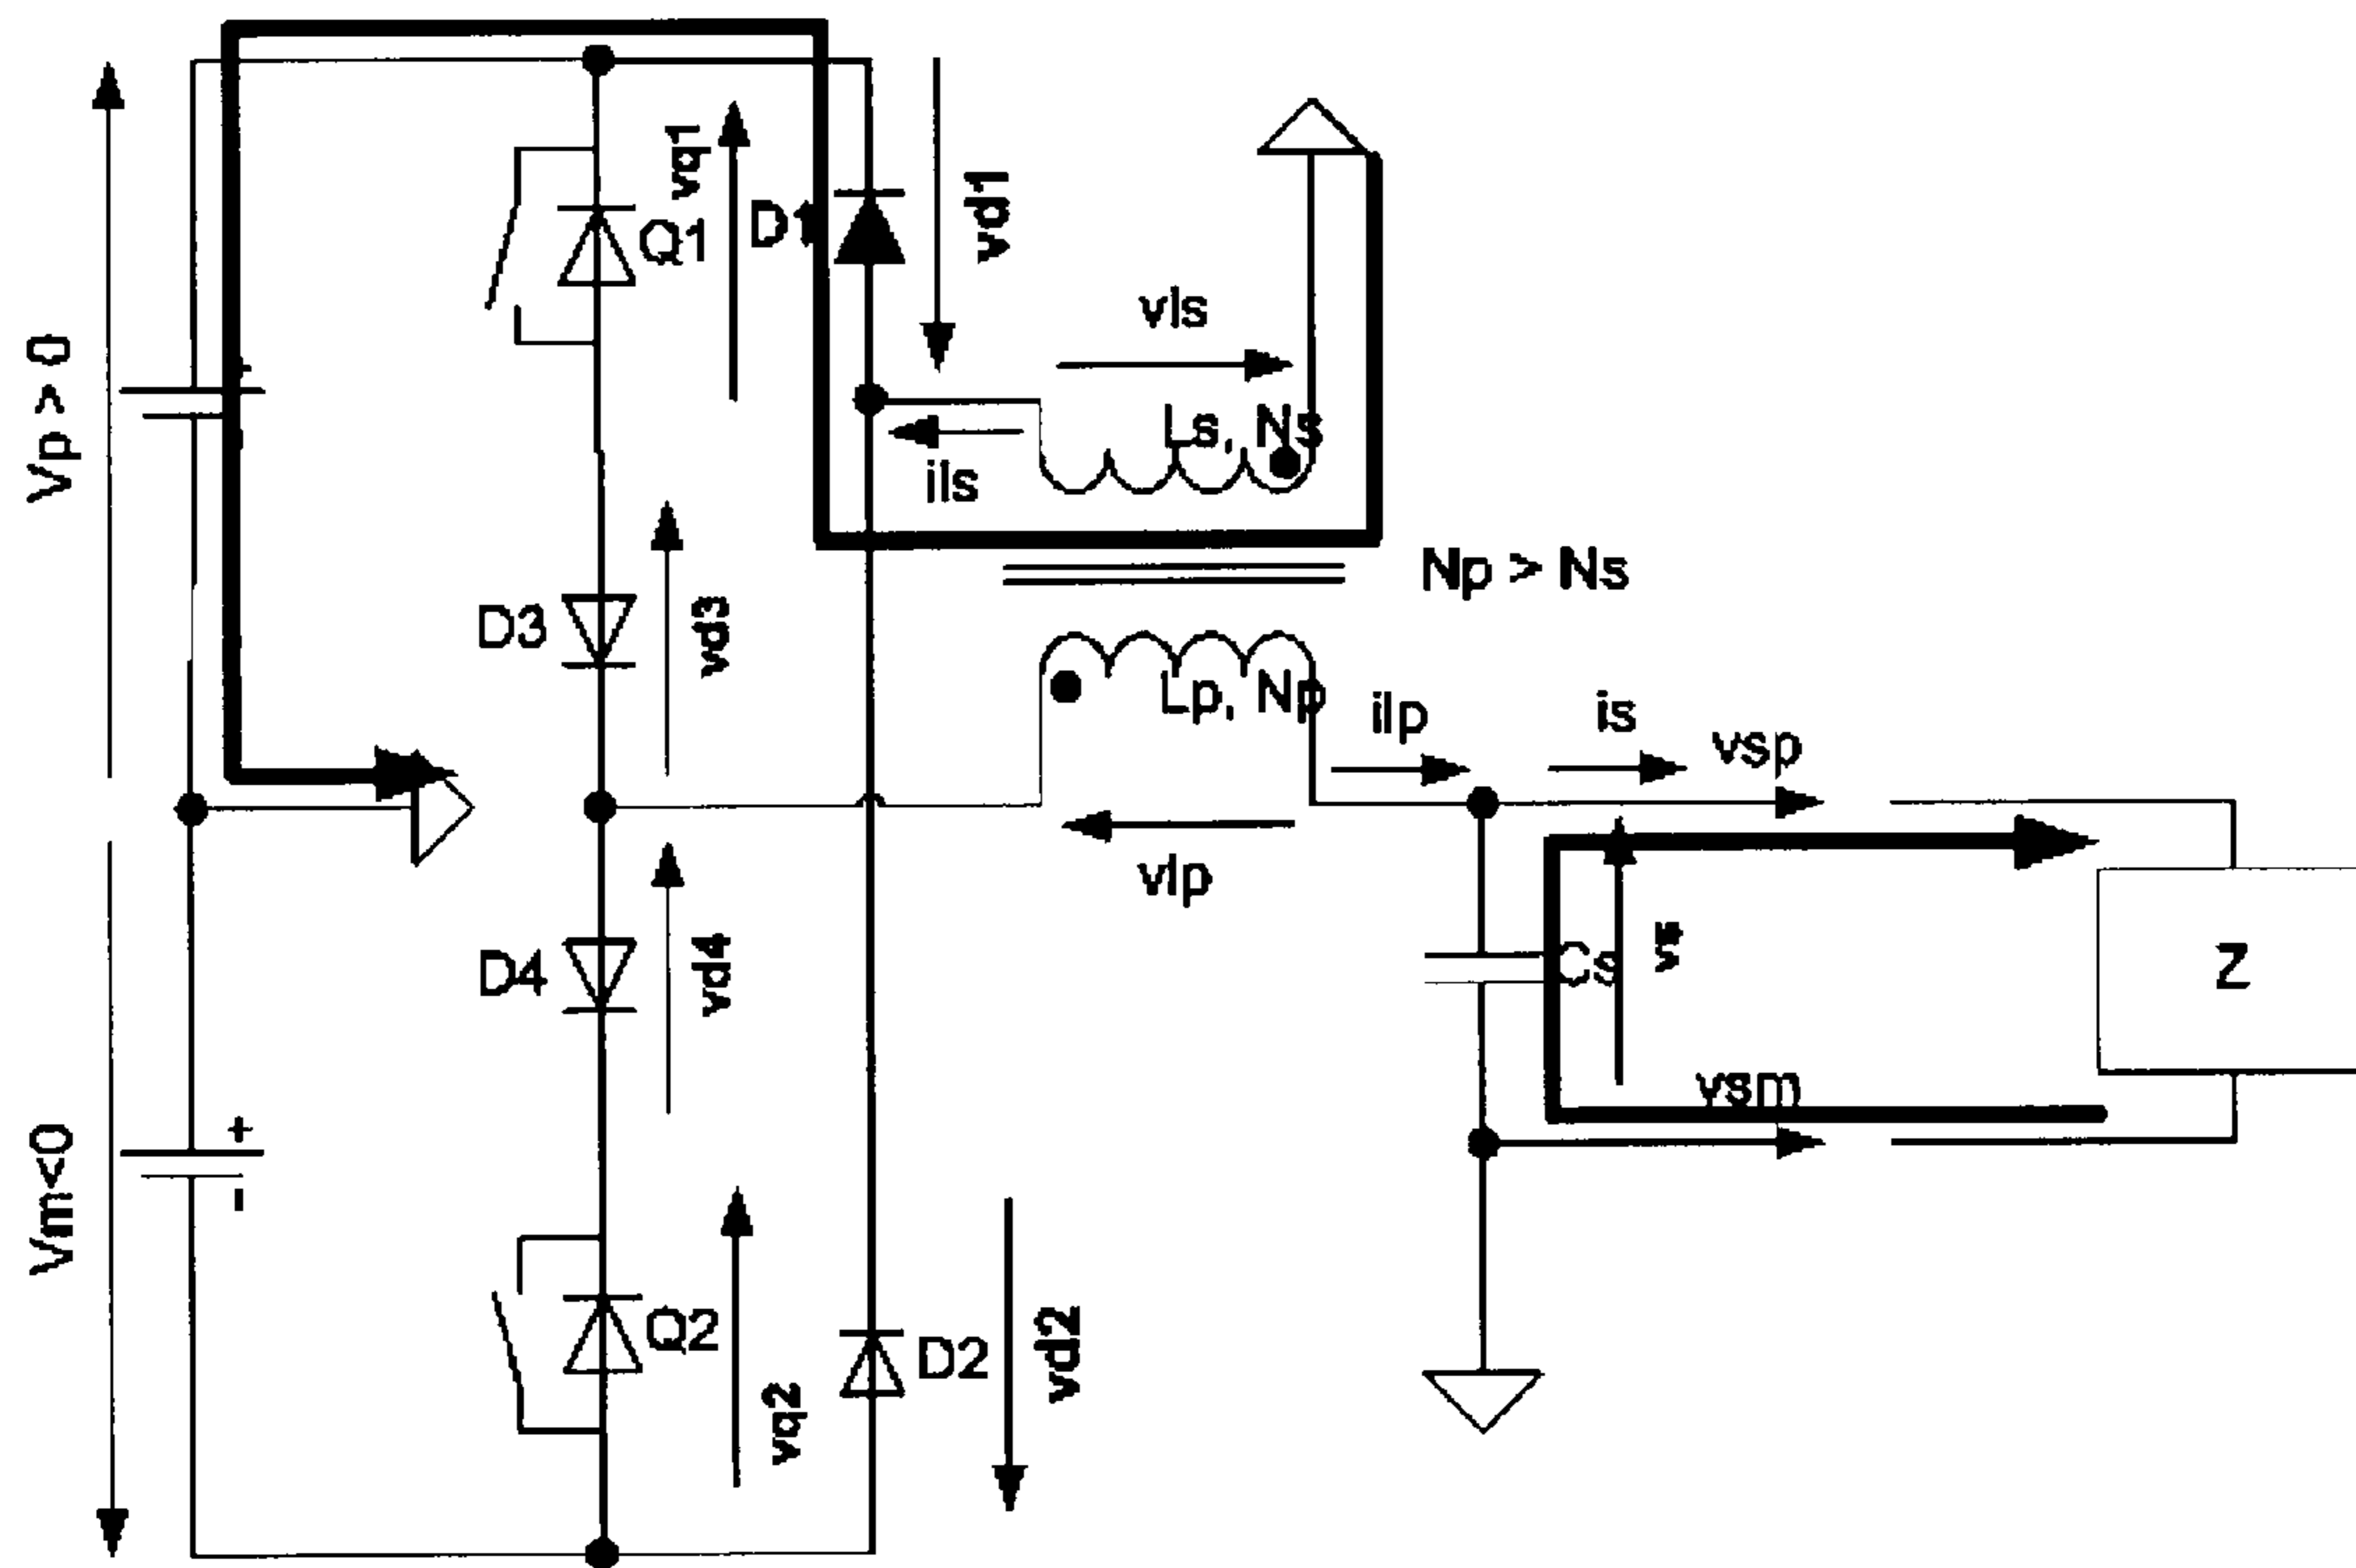 vq1
Q1
D1
vd1
vls
Ls, Ns
ils
Vp > 0
Np > Ns
D3
vd3
Lp, Np
ilp
is
vsp
vlp
D4
vd4
Cs
vs
Z
vsm
+
-
Vm<0
Q2
vq2
D2
vd2